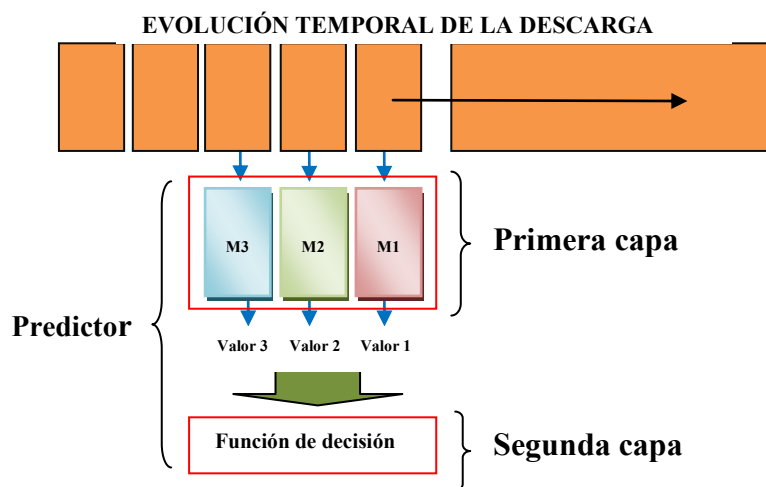 EVOLUCIÓN TEMPORAL DE LA DESCARGA
M3 M2 M1
Primera capa
Predictor
Valor 3 Valor 2 Valor 1
Función de decisión
Segunda capa